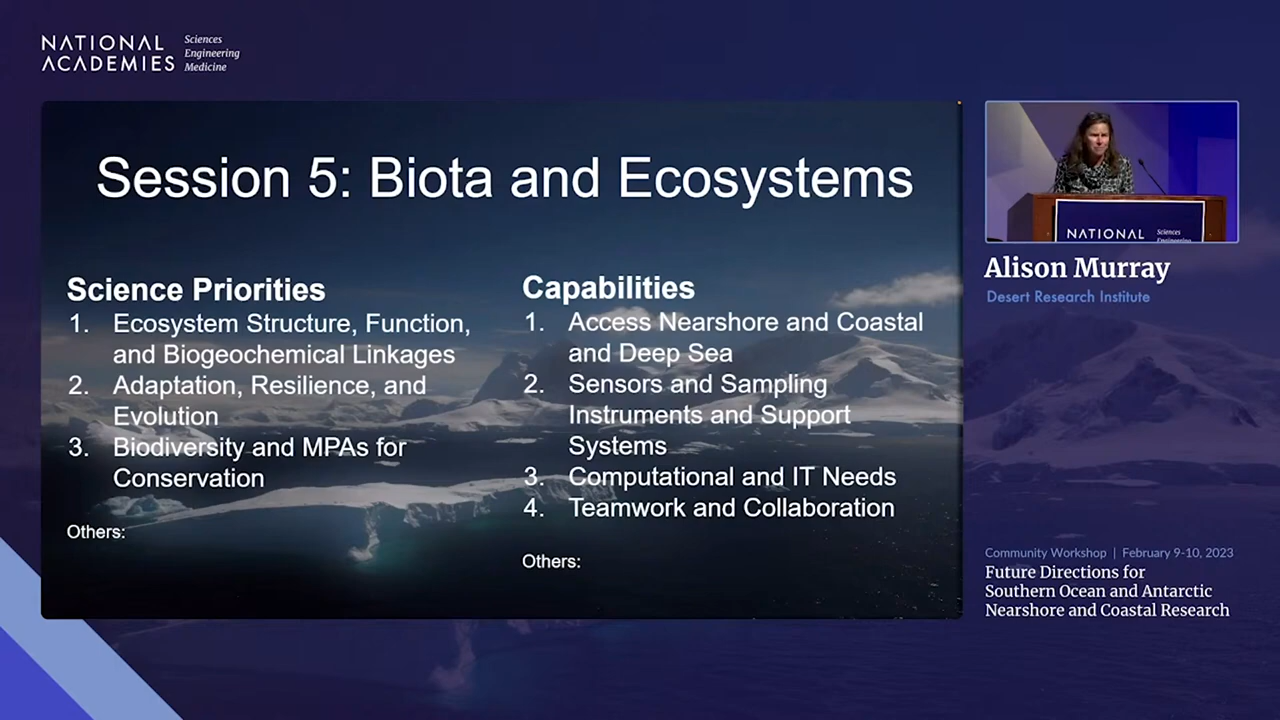 NATIONAL
ACADEMIES
Sciences
Engineering
Medicine
Session 5: Biota and Ecosystems
Science Priorities
1. Ecosystem Structure, Function,
and Biogeochemical Linkages
2. Adaptation, Resilience, and
Evolution
3. Biodiversity and MPAs for
Conservation
Others:
Capabilities
1. Access Nearshore and Coastal
and Deep Sea
2. Sensors and Sampling
Instruments and Support
Systems
3. Computational and IT Needs
4. Teamwork and Collaboration
Others:
NATIONAL
Sciences
Engineering
Alison Murray
Desert Research Institute
Community Workshop | February 9-10, 2023
Future Directions for
Southern Ocean and Antarctic
Nearshore and Coastal Research